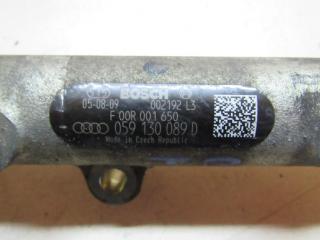 BOSCH
05-08-09 002192 L3
F 00R 001 650
059 130 089 D
Made in Czech Republic